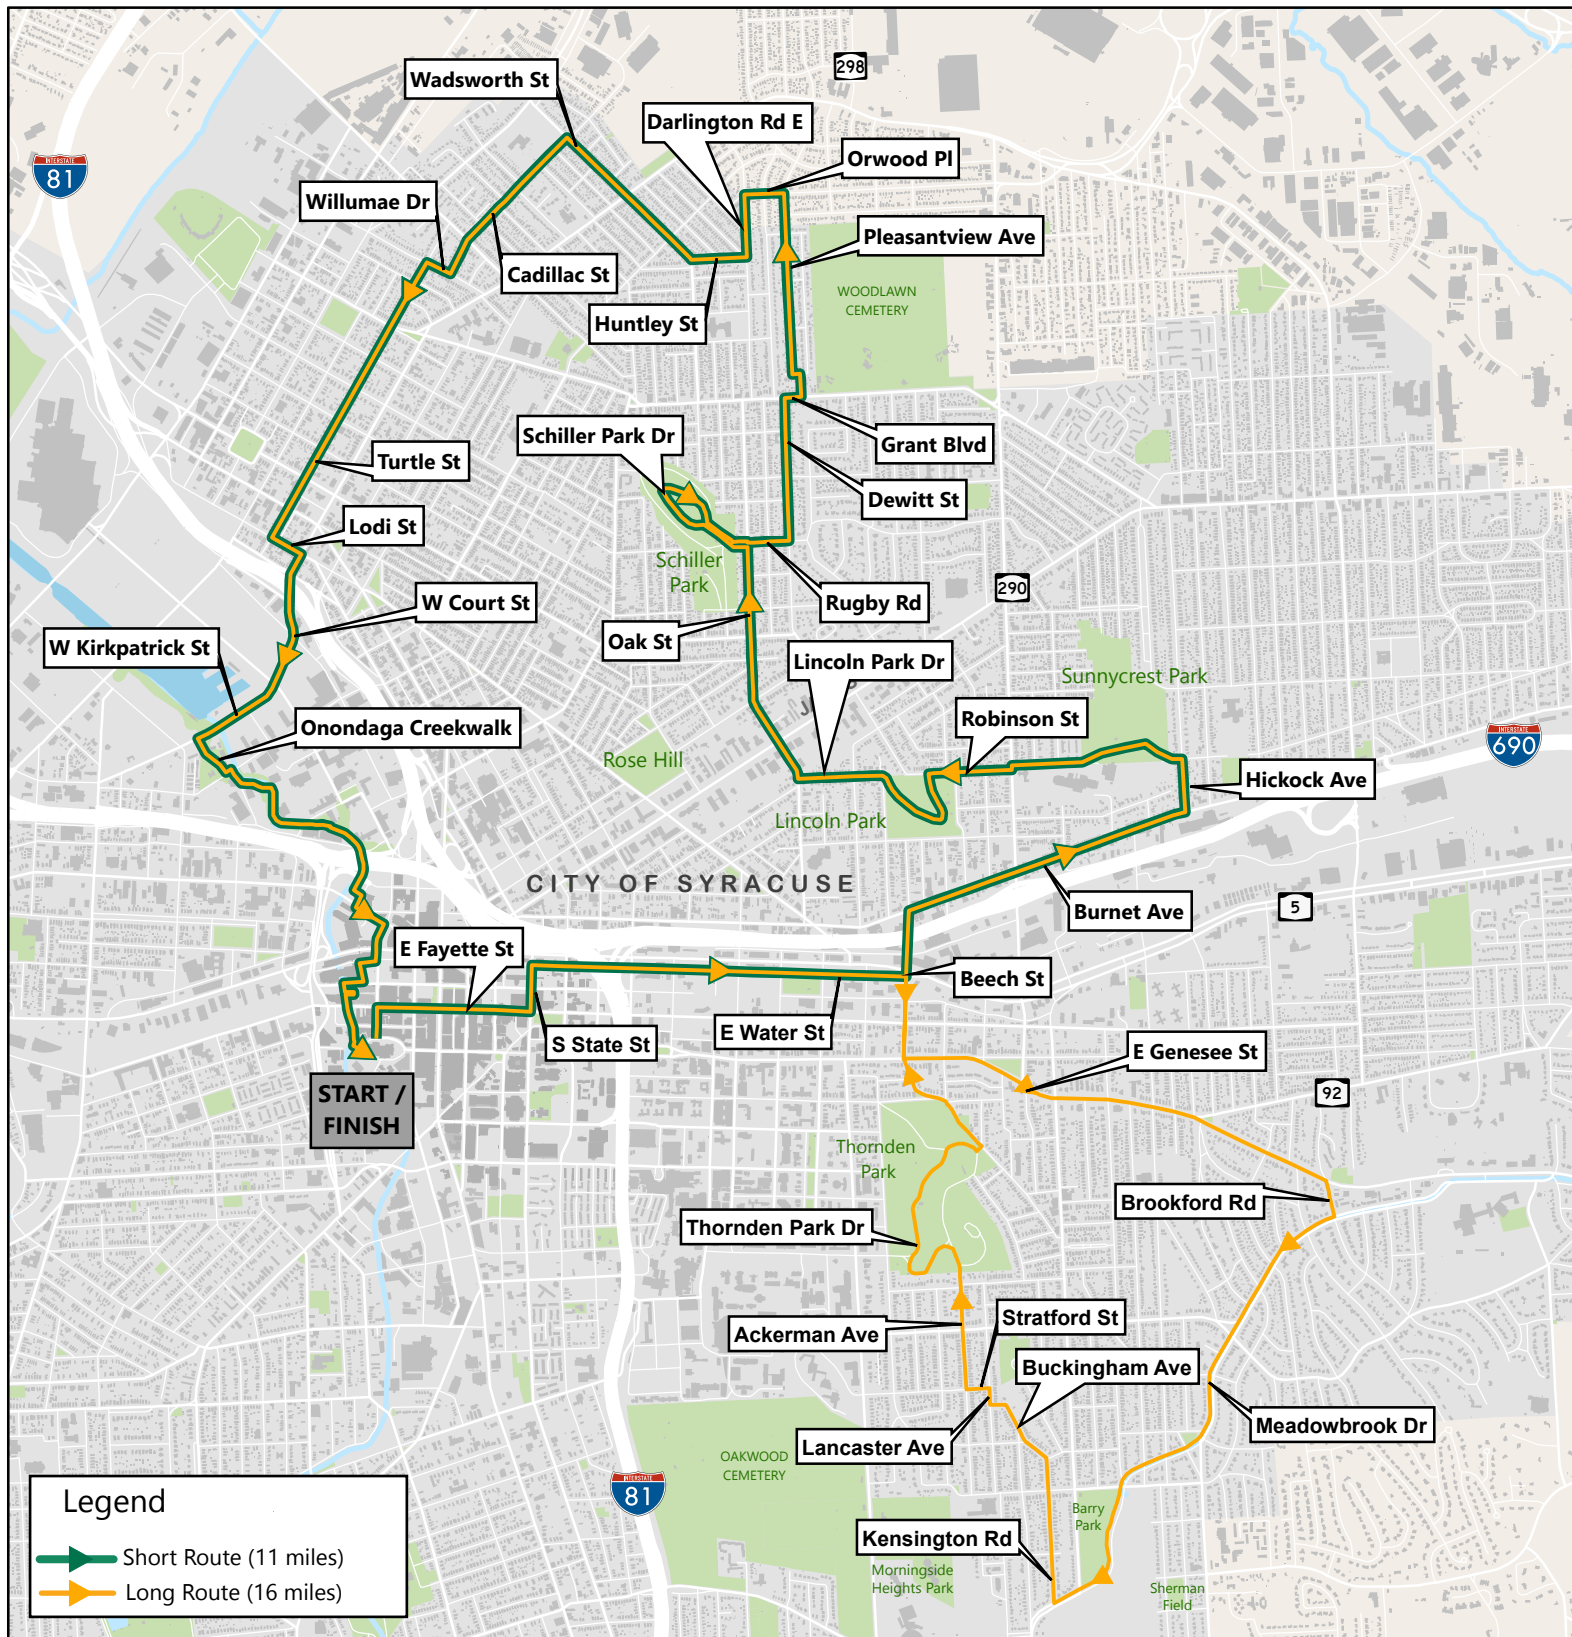 298
Wadsworth St
Darlington Rd E
Orwood Pl
INTERSTATE
81
Willumae Dr
Pleasantview Ave
Cadillac St
WOODLAWN
CEMETERY
Huntley St
Schiller Park Dr
Grant Blvd
Turtle St
Dewitt St
Lodi St
Schiller
Park
290
W Court St
Rugby Rd
Oak St
W Kirkpatrick St
Lincoln Park Dr
Sunnycrest Park
Robinson St
Onondaga Creekwalk
INTERSTATE
690
Rose Hill
Hickock Ave
Lincoln Park
CITY OF SYRACUSE
Burnet Ave
5
E Fayette St
Beech St
E Water St
S State St
E Genesee St
START /
FINISH
92
Thornden
Park
Brookford Rd
Thornden Park Dr
Stratford St
Ackerman Ave
Buckingham Ave
Meadowbrook Dr
Lancaster Ave
OAKWOOD
CEMETERY
INTERSTATE
81
Barry
Park
Kensington Rd
Morningside
Heights Park
Sherman
Field
Legend
Short Route (11 miles)
Long Route (16 miles)